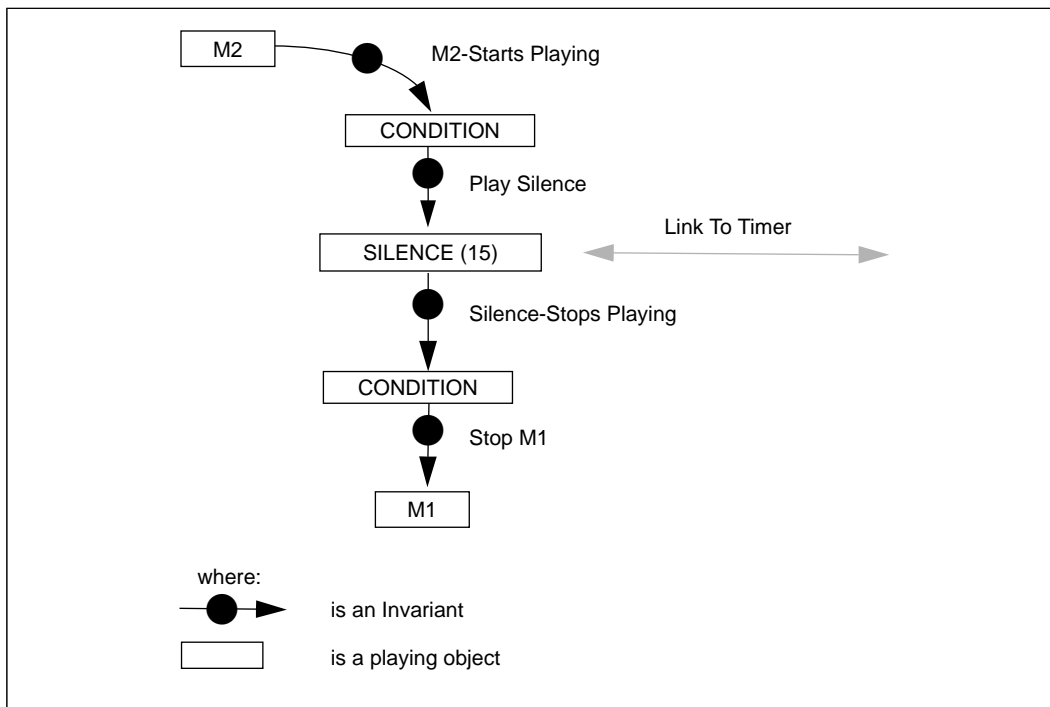 M2
M2-Starts Playing
CONDITION
Play Silence
Link To Timer
SILENCE (15)
Silence-Stops Playing
CONDITION
Stop M1
M1
where:
is an Invariant
is a playing object